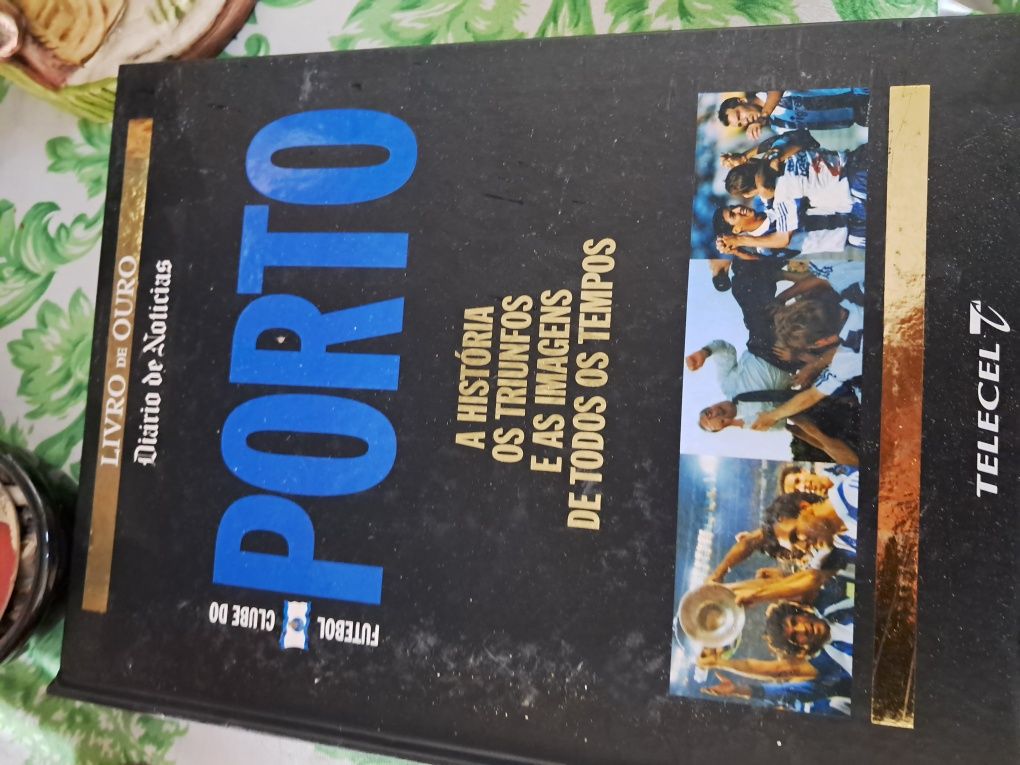 LIVRO DE OURO
Diário de Notícias
FUTEBOL
CLUBE DO
PORTO
A HISTÓRIA
OS TRIUNFOS
E AS IMAGENS
DE TODOS OS TEMPOS
TELECEL